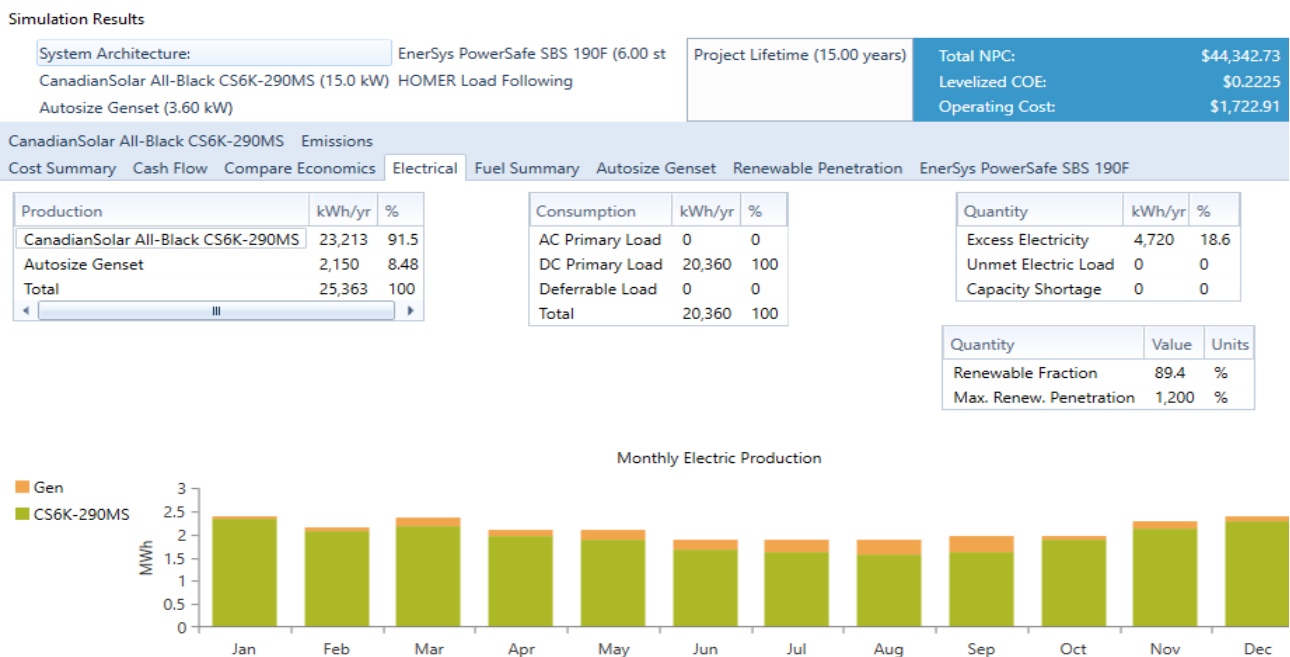 Simulation Results
System Architecture: EnerSys PowerSafe SBS 190F (6.00 st
CanadianSolar All-Black CS6K-290MS (15.0 kW) HOMER Load Following
Autosize Genset (3.60 kW)
Project Lifetime (15.00 years)
Total NPC: $44,342.73
Levelized COE: $0.2225
Operating Cost: $1,722.91
CanadianSolar All-Black CS6K-290MS Emissions
Cost Summary Cash Flow Compare Economics Electrical Fuel Summary Autosize Genset Renewable Penetration EnerSys PowerSafe SBS 190F
Production kWh/yr %
CanadianSolar All-Black CS6K-290MS 23,213 91.5
Autosize Genset 2,150 8.48
Total 25,363 100
Consumption kWh/yr %
AC Primary Load 0 0
DC Primary Load 20,360 100
Deferrable Load 0 0
Total 20,360 100
Quantity kWh/yr %
Excess Electricity 4,720 18.6
Unmet Electric Load 0 0
Capacity Shortage 0 0
Quantity Value Units
Renewable Fraction 89.4 %
Max. Renew. Penetration 1,200 %
Monthly Electric Production
Gen
CS6K-290MS
MWh
3
2.5
2
1.5
1
0.5
0
Jan Feb Mar Apr May Jun Jul Aug Sep Oct Nov Dec